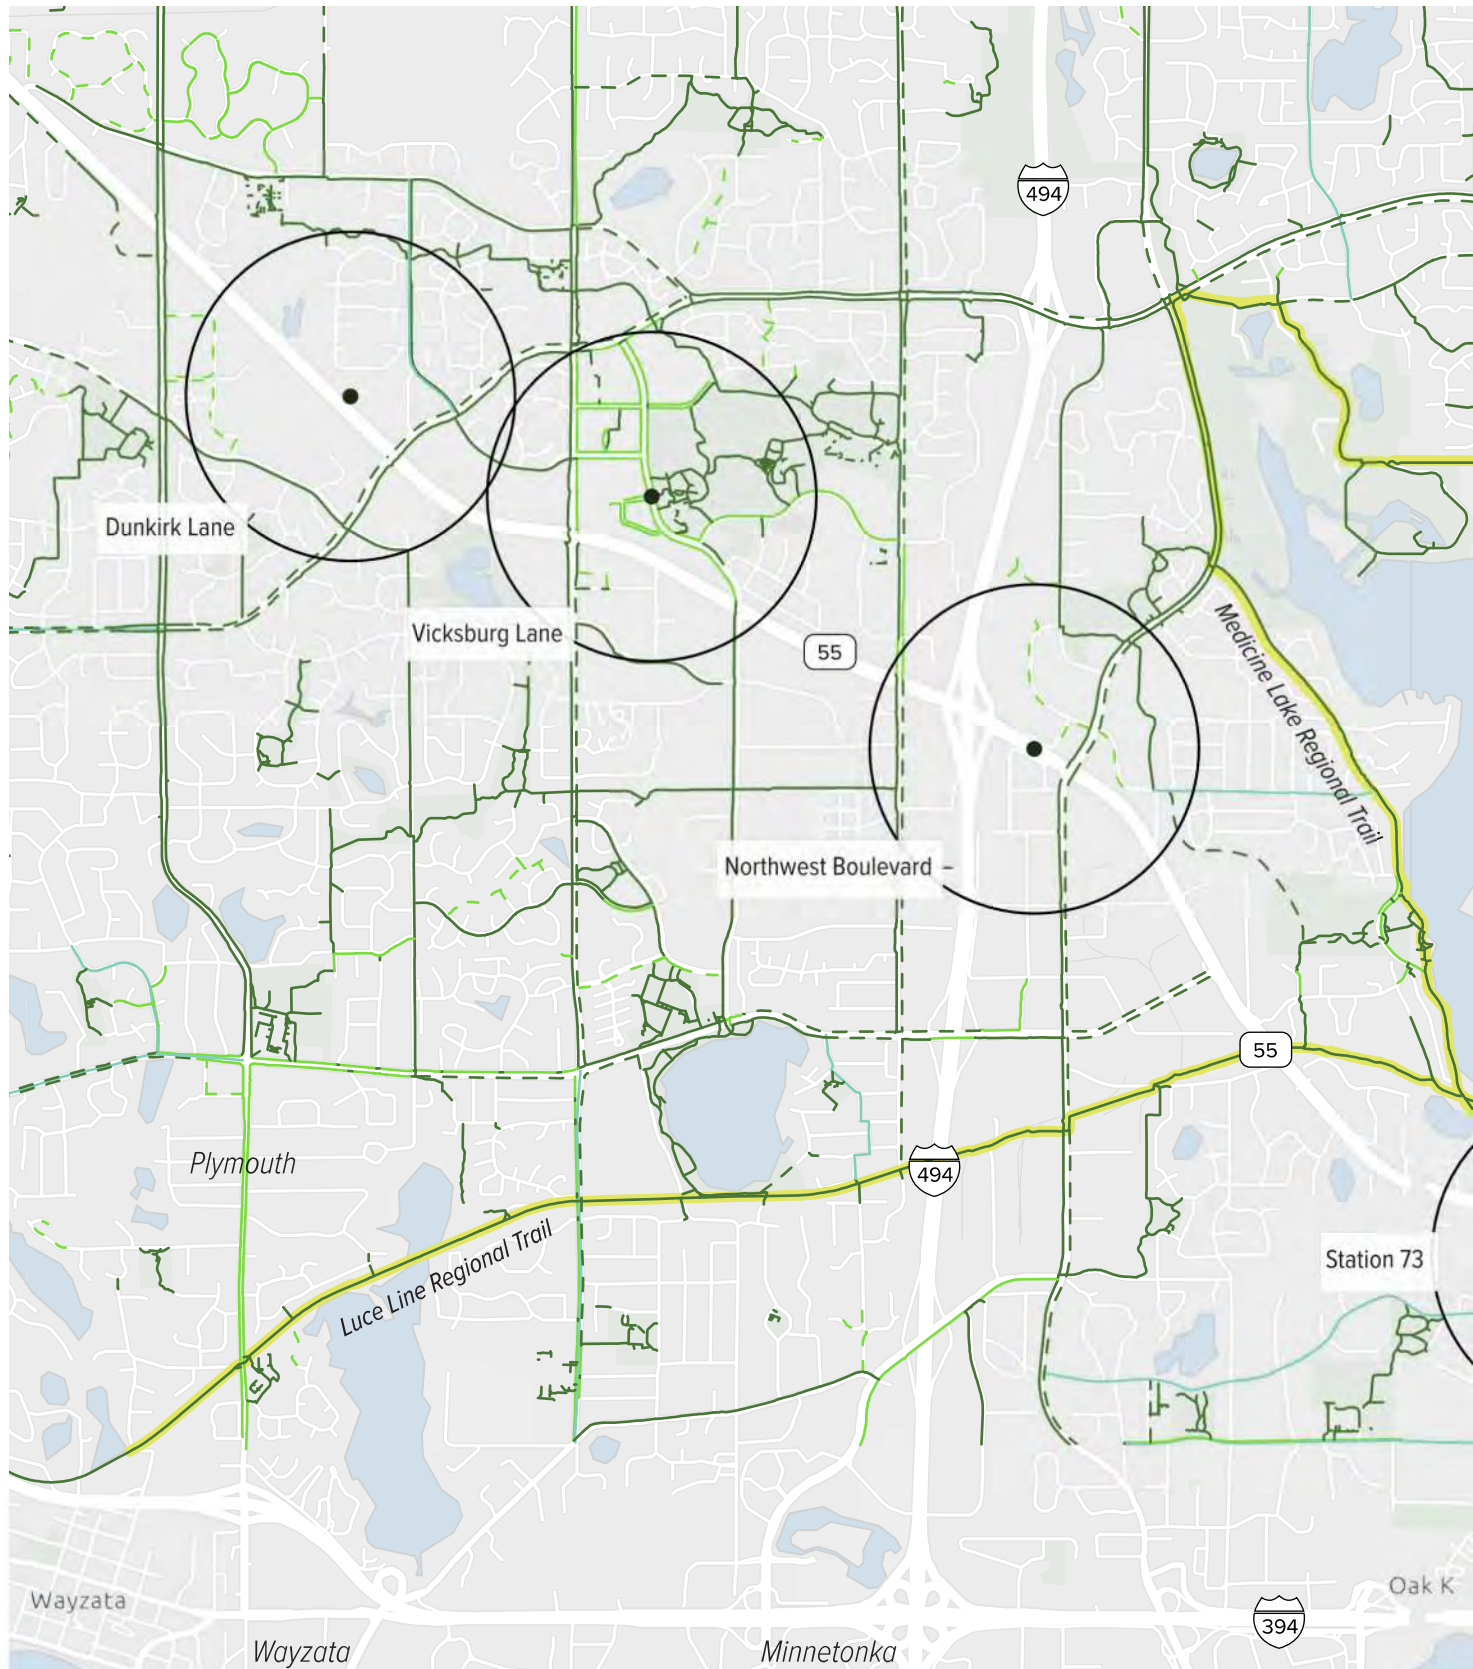 494
Dunkirk Lane
Vicksburg Lane
55
Medicine Lake Regional Trail
Northwest Boulevard
55
Plymouth
494
Luce Line Regional Trail
Station 73
Wayzata
Oak K
394
Wayzata
Minnetonka